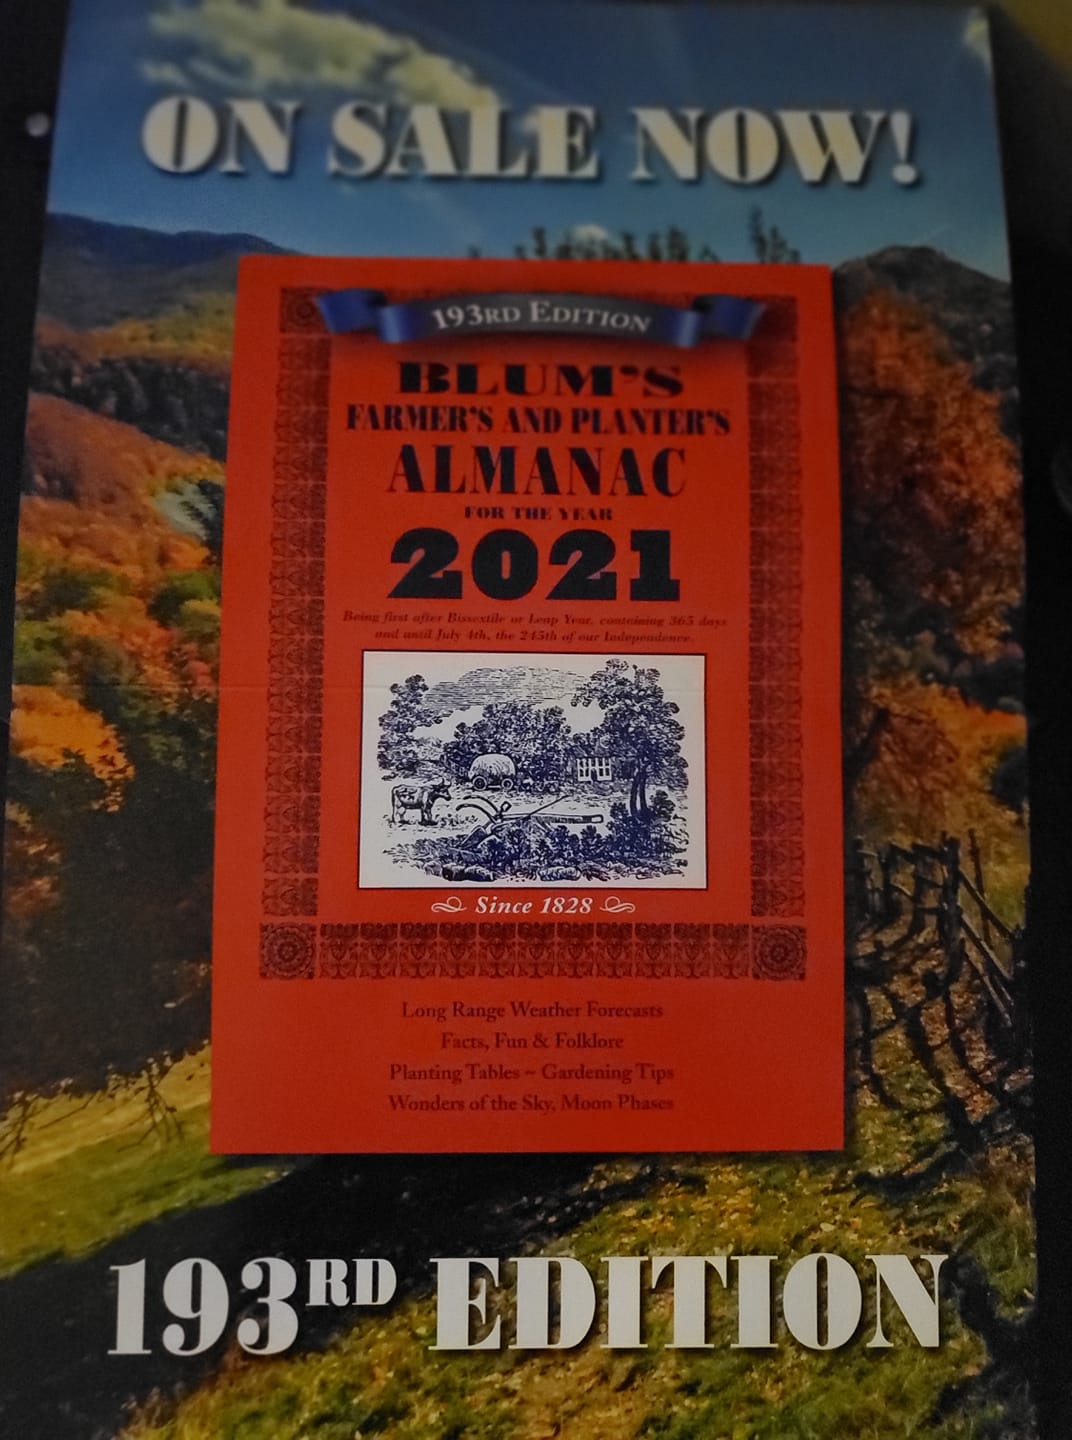 ON SALE NOW!
193RD EDITION
BLUM'S
FARMER'S AND PLANTER'S
ALMANAC
FOR THE YEAR
2021
Being first after Bissextile or Leap Year, containing 365 days
and until July 4th, the 245th of our Independence.
Since 1828
Long Range Weather Forecasts
Facts, Fun & Folklore
Planting Tables ~ Gardening Tips
Wonders of the Sky, Moon Phases
193RD EDITION